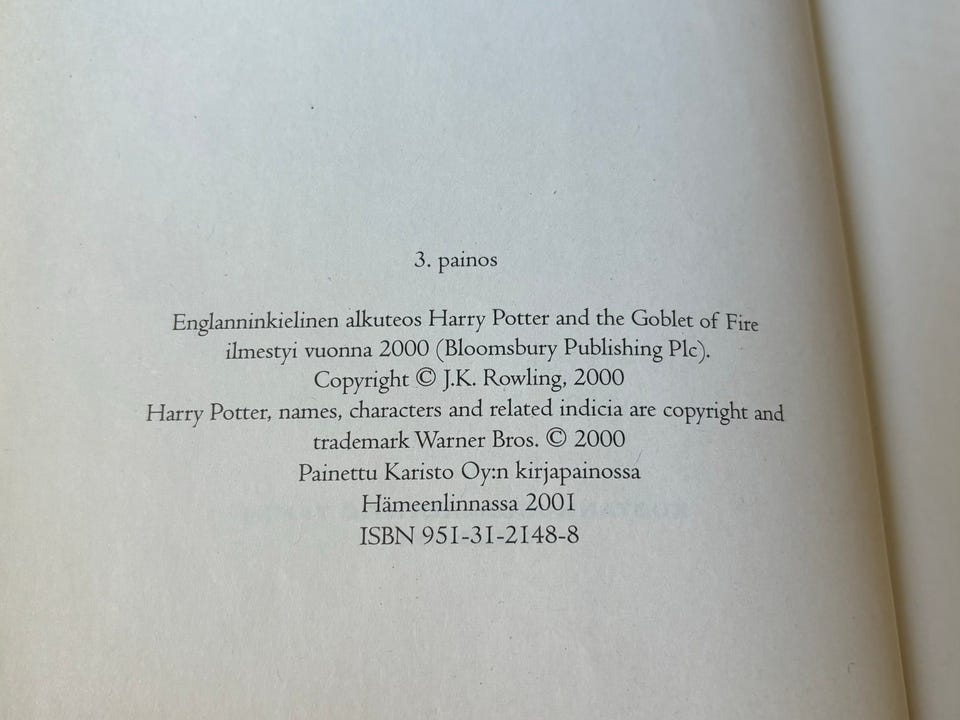 3. painos
Englanninkielinen alkuteos Harry Potter and the Goblet of Fire
ilmestyi vuonna 2000 (Bloomsbury Publishing Plc).
Copyright © J.K. Rowling, 2000
Harry Potter, names, characters and related indicia are copyright and
trademark Warner Bros. © 2000
Painettu Karisto Oy:n kirjapainossa
Hämeenlinnassa 2001
ISBN 951-31-2148-8